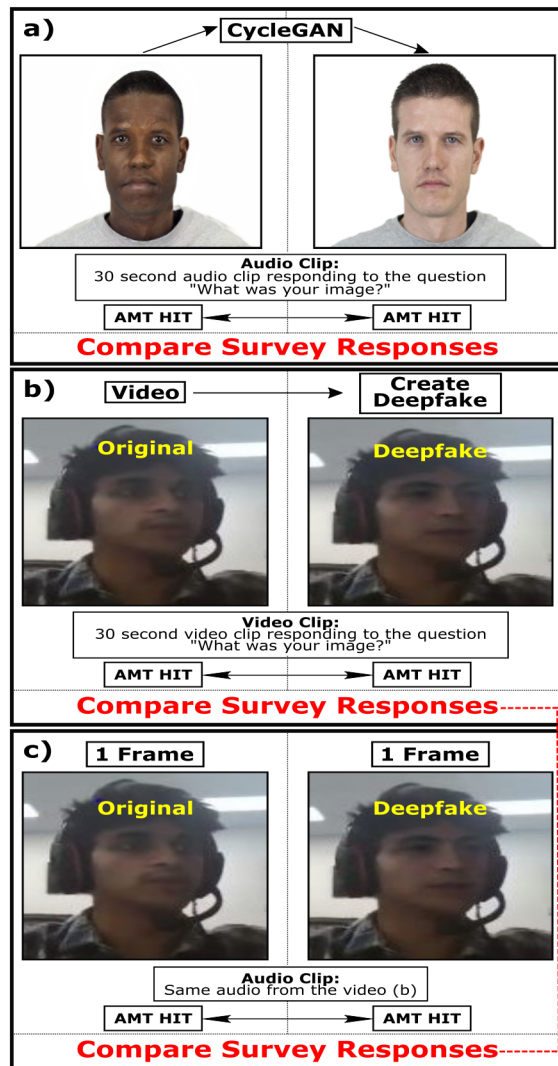 a)
CycleGAN
Audio Clip:
30 second audio clip responding to the question
"What was your image?"
AMT HIT
AMT HIT
Compare Survey Responses
b)
Video
Create
Deepfake
Original
Deepfake
Video Clip:
30 second video clip responding to the question
"What was your image?"
AMT HIT
AMT HIT
Compare Survey Responses
c)
1 Frame
1 Frame
Original
Deepfake
Audio Clip:
Same audio from the video (b)
AMT HIT
AMT HIT
Compare Survey Responses